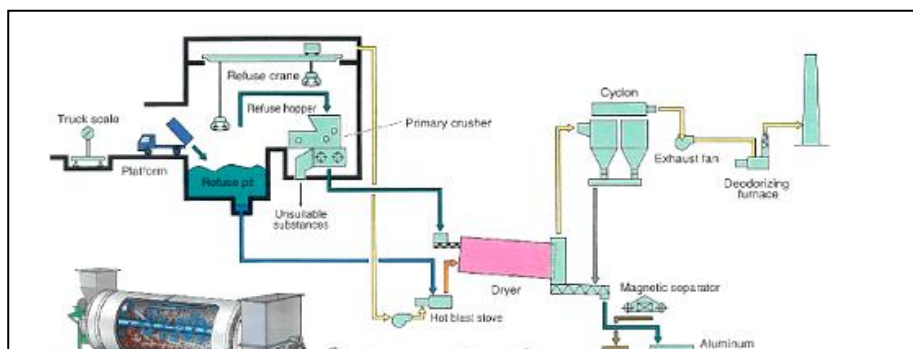 Refuse crane
Refuse hopper
Cyclon
Truck scale
Primary crusher
Exhaust fan
Platform
Refuse pit
Deodorizing
furnace
Unsuitable
substances
Dryer
Magnetic separator
Hot blast stove
Aluminum